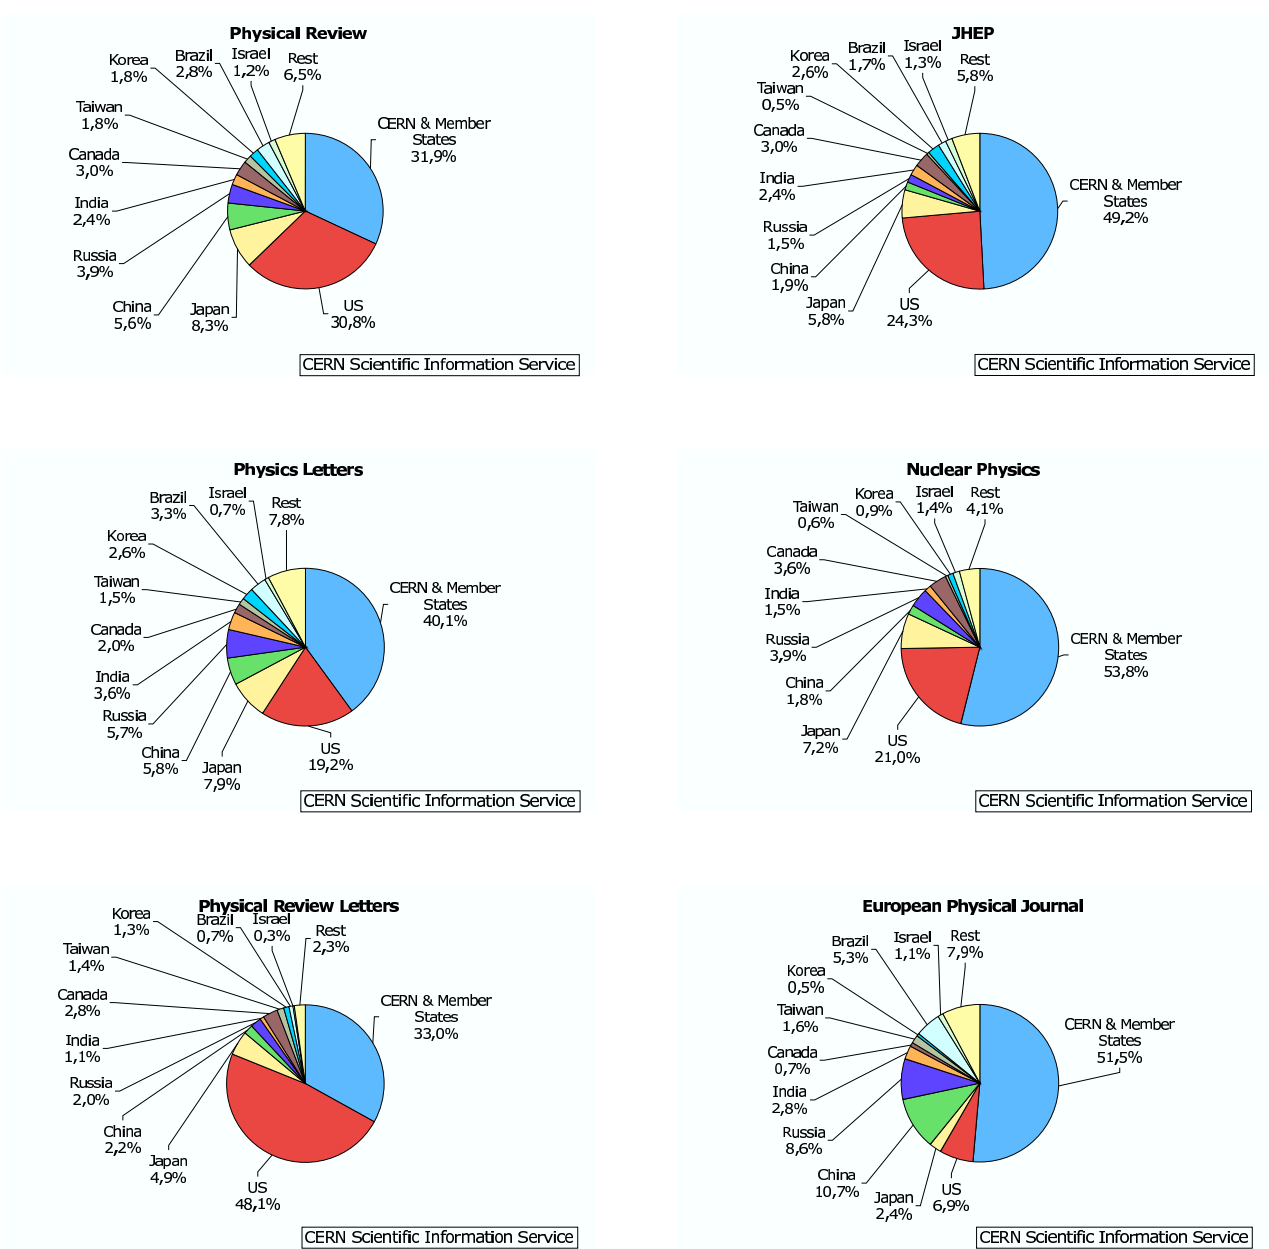 Physical Review
Korea
1,8%
Brazil
2,8%
Israel
1,2%
Rest
6,5%
Taiwan
1,8%
CERN & Member
States
31,9%
Canada
3,0%
India
2,4%
Russia
3,9%
China
5,6%
Japan
8,3%
US
30,8%
CERN Scientific Information Service
JHEP
Korea
2,6%
Brazil
1,7%
Israel
1,3%
Rest
5,8%
Taiwan
0,5%
Canada
3,0%
India
2,4%
CERN & Member
States
49,2%
Russia
1,5%
China
1,9%
Japan
5,8%
US
24,3%
CERN Scientific Information Service
Physics Letters
Brazil
3,3%
Israel
0,7%
Rest
7,8%
Korea
2,6%
Taiwan
1,5%
CERN & Member
States
40,1%
Canada
2,0%
India
3,6%
Russia
5,7%
China
5,8%
Japan
7,9%
US
19,2%
CERN Scientific Information Service
Nuclear Physics
Taiwan
0,6%
Korea
0,9%
Israel
1,4%
Rest
4,1%
Canada
3,6%
India
1,5%
Russia
3,9%
CERN & Member
States
53,8%
China
1,8%
Japan
7,2%
US
21,0%
CERN Scientific Information Service
Physical Review Letters
Korea
1,3%
Brazil
0,7%
Israel
0,3%
Rest
2,3%
Taiwan
1,4%
Canada
2,8%
CERN & Member
States
33,0%
India
1,1%
Russia
2,0%
China
2,2%
Japan
4,9%
US
48,1%
CERN Scientific Information Service
European Physical Journal
Brazil
5,3%
Israel
1,1%
Rest
7,9%
Korea
0,5%
Taiwan
1,6%
CERN & Member
States
51,5%
Canada
0,7%
India
2,8%
Russia
8,6%
China
10,7%
Japan
2,4%
US
6,9%
CERN Scientific Information Service